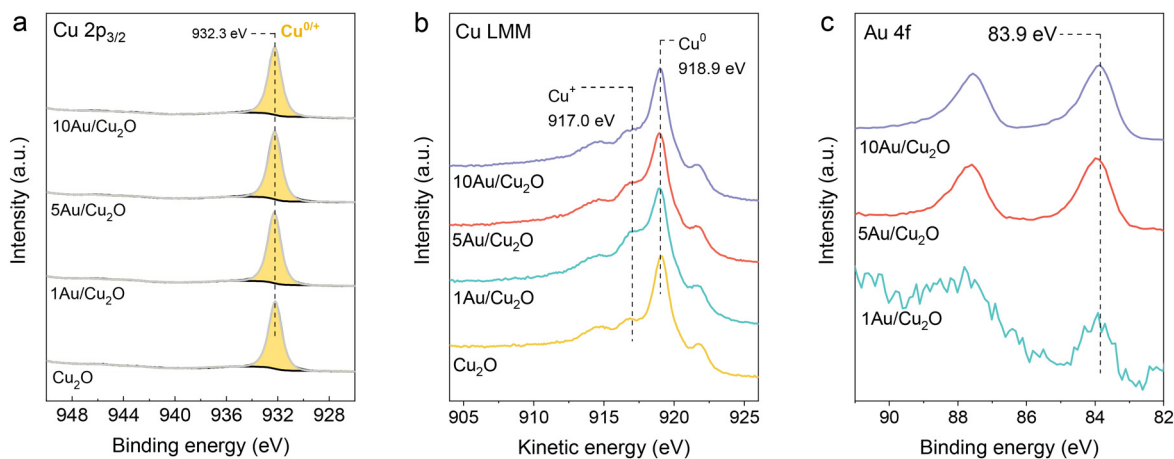 a
Cu 2p3/2
932.3 eV
Cu0/+
10Au/Cu2O
5Au/Cu2O
1Au/Cu2O
Cu2O
Intensity (a.u.)
948 944 940 936 932 928
Binding energy (eV)
b
Cu LMM
Cu0
918.9 eV
Cu+
917.0 eV
10Au/Cu2O
5Au/Cu2O
1Au/Cu2O
Cu2O
Intensity (a.u.)
905 910 915 920 925
Kinetic energy (eV)
c
Au 4f
83.9 eV
10Au/Cu2O
5Au/Cu2O
1Au/Cu2O
Intensity (a.u.)
90 88 86 84 82
Binding energy (eV)